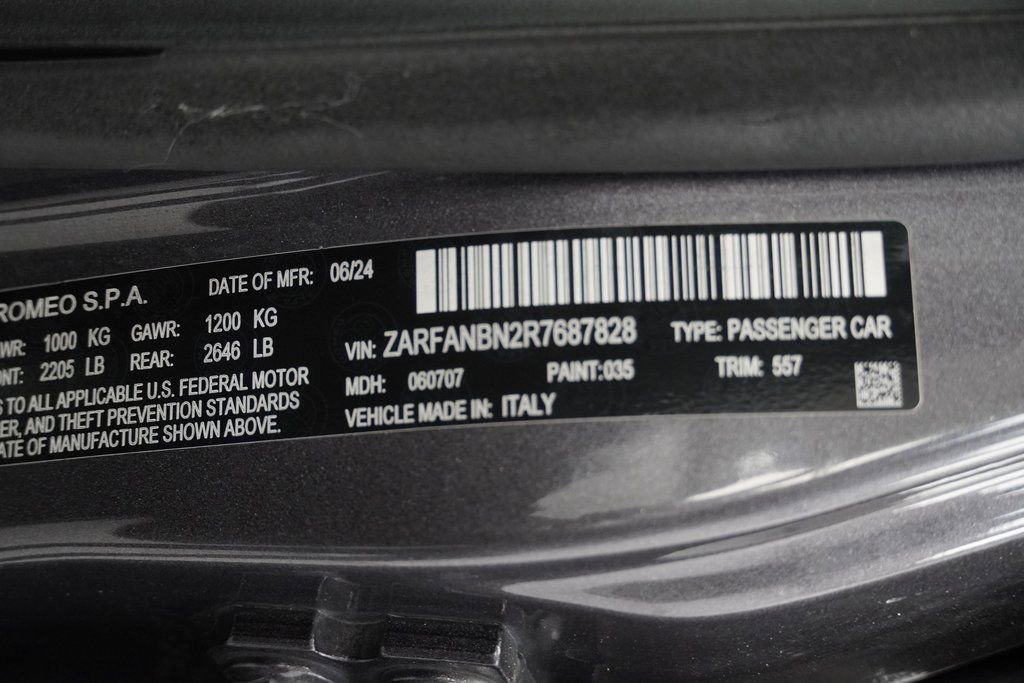 ROMEO S.P.A.
DATE OF MFR: 06/24
1000 KG GAWR: 1200 KG
2205 LB REAR: 2646 LB
TO ALL APPLICABLE U.S. FEDERAL MOTOR
AND THEFT PREVENTION STANDARDS
OF MANUFACTURE SHOWN ABOVE.
VIN: ZARFANBN2R7687828 TYPE: PASSENGER CAR
MDH: 060707 PAINT:035 TRIM: 557
VEHICLE MADE IN: ITALY